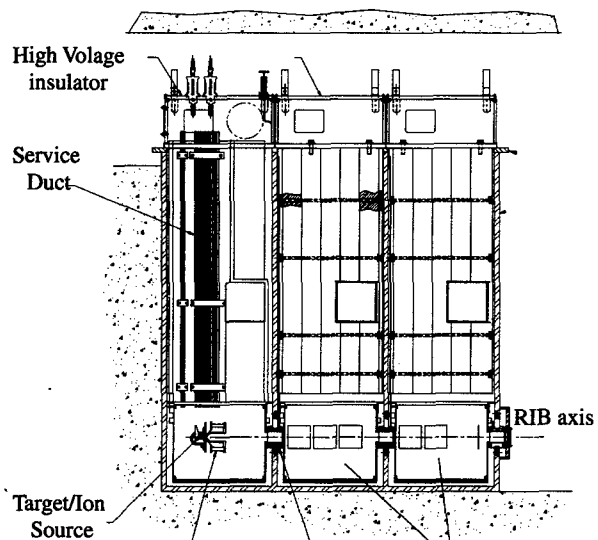 High Volage
insulator
Service
Duct
RIB axis
Target/Ion
Source